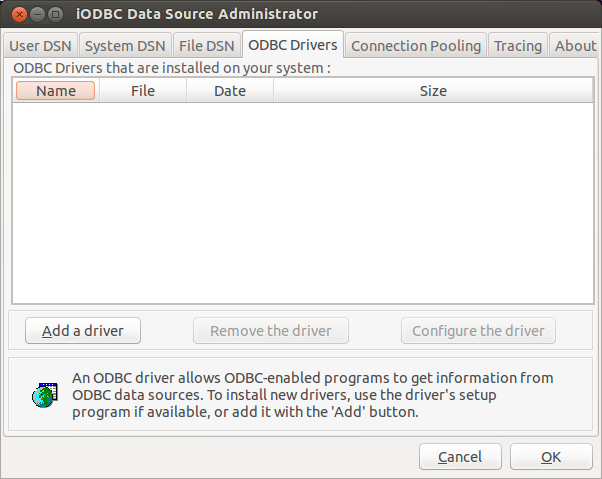 iODBC Data Source Administrator
User DSN System DSN File DSN ODBC Drivers Connection Pooling Tracing About
ODBC Drivers that are installed on your system :
Name File Date Size
Add a driver Remove the driver Configure the driver
An ODBC driver allows ODBC-enabled programs to get information from
ODBC data sources. To install new drivers, use the driver's setup
program if available, or add it with the 'Add' button.
Cancel OK